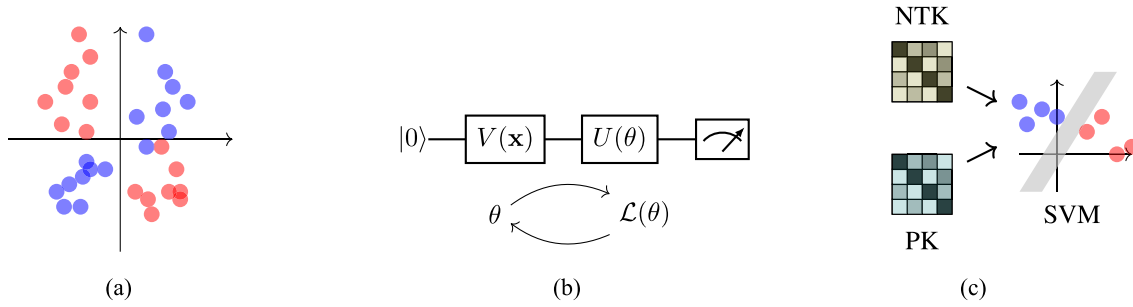 NTK
|0⟩ V(x) U(θ)
θ L(θ)
SVM
PK
(a) (b) (c)